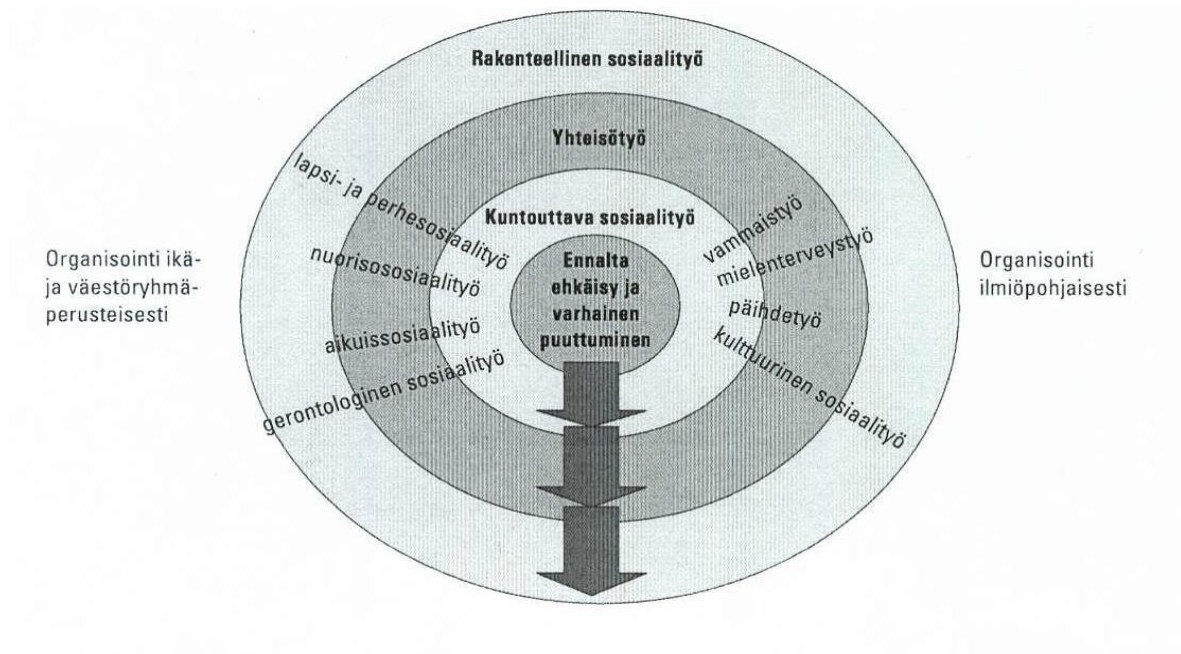 Rakenteellinen sosiaalityö
Yhteisötyö
Kuntouttava sosiaalityö
Ennalta
ehkäisy ja
varhainen
puuttuminen
Organisointi ikä-
ja väestöryhmä-
perusteisesti
lapsi- ja perhesosiaalityö
nuorisososiaalityö
aikuissosiaalityö
gerontologinen sosiaalityö
vammaistyö
mielenterveystyö
päihdetyö
kulttuurinen sosiaalityö
Organisointi
ilmiöpohjaisesti